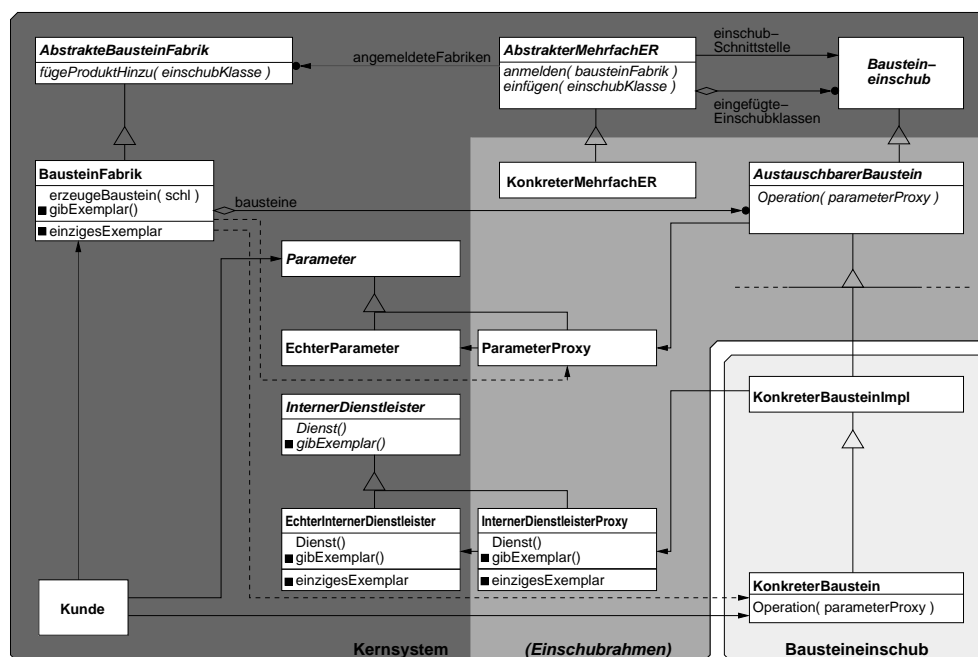 AbstrakteBausteinFabrik
fügeProduktHinzu( einschubKlasse )
angemeldeteFabriken
AbstrakterMehrfachER
anmelden( bausteinFabrik )
einfügen( einschubKlasse )
einschub–
Schnittstelle
eingefügte–
Einschubklassen
Baustein–
einschub
BausteinFabrik
erzeugeBaustein( schl )
gibExemplar()
einzigesExemplar
bausteine
KonkreterMehrfachER
AustauschbarerBaustein
Operation( parameterProxy )
Parameter
EchterParameter
ParameterProxy
InternerDienstleister
Dienst()
gibExemplar()
KonkreterBausteinImpl
EchterInternerDienstleister
Dienst()
gibExemplar()
einzigesExemplar
InternerDienstleisterProxy
Dienst()
gibExemplar()
einzigesExemplar
KonkreterBaustein
Operation( parameterProxy )
Kunde
Kernsystem
(Einschubrahmen)
Bausteineinschub